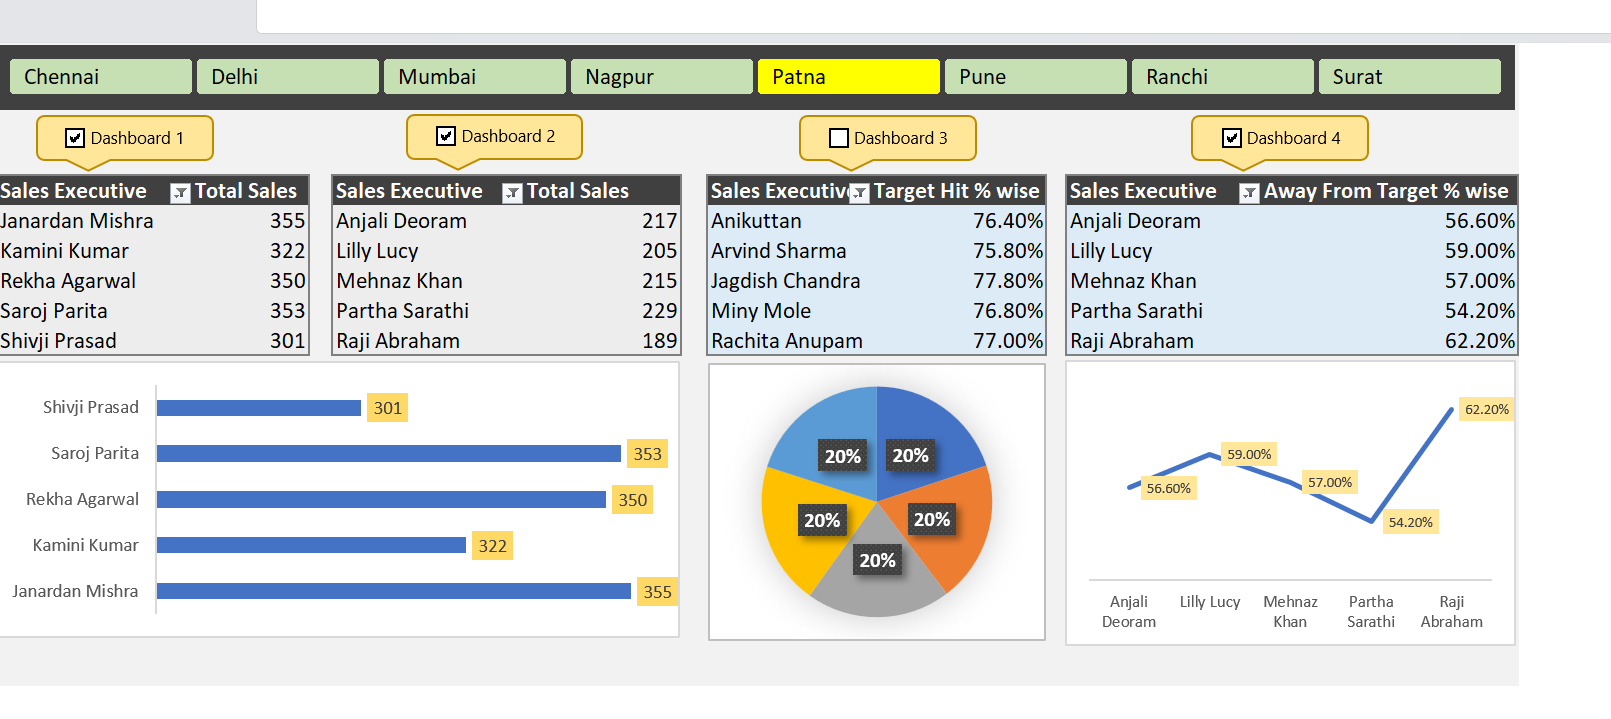 Chennai Delhi Mumbai Nagpur Patna Pune Ranchi Surat
Dashboard 1 Dashboard 2 Dashboard 3 Dashboard 4
Sales Executive Total Sales
Janardan Mishra 355
Kamini Kumar 322
Rekha Agarwal 350
Saroj Parita 353
Shivji Prasad 301
Sales Executive Total Sales
Anjali Deoram 217
Lilly Lucy 205
Mehnaz Khan 215
Partha Sarathi 229
Raji Abraham 189
Sales Executiv Target Hit % wise
Anikuttan 76.40%
Arvind Sharma 75.80%
Jagdish Chandra 77.80%
Miny Mole 76.80%
Rachita Anupam 77.00%
Sales Executive Away From Target % wise
Anjali Deoram 56.60%
Lilly Lucy 59.00%
Mehnaz Khan 57.00%
Partha Sarathi 54.20%
Raji Abraham 62.20%
Shivji Prasad 301
Saroj Parita 353
Rekha Agarwal 350
Kamini Kumar 322
Janardan Mishra 355
20% 20%
20% 20%
20%
62.20%
59.00%
56.60% 57.00%
54.20%
Anjali Lilly Lucy Mehnaz Partha Raji
Deoram Khan Sarathi Abraham